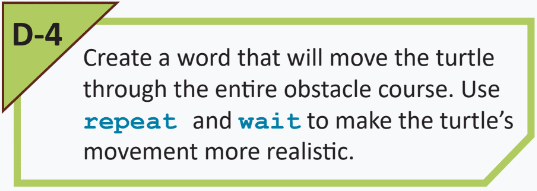 D-4
Create a word that will move the turtle
through the entire obstacle course. Use
repeat and wait to make the turtle's
movement more realistic.